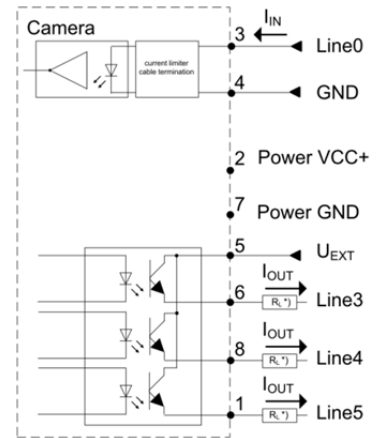 Camera
3 I_IN Line0
current limiter
cable termination
4 GND
2 Power VCC+
7 Power GND
5 U_EXT
I_OUT
6 R_L *) Line3
I_OUT
8 R_L *) Line4
I_OUT
1 R_L *) Line5